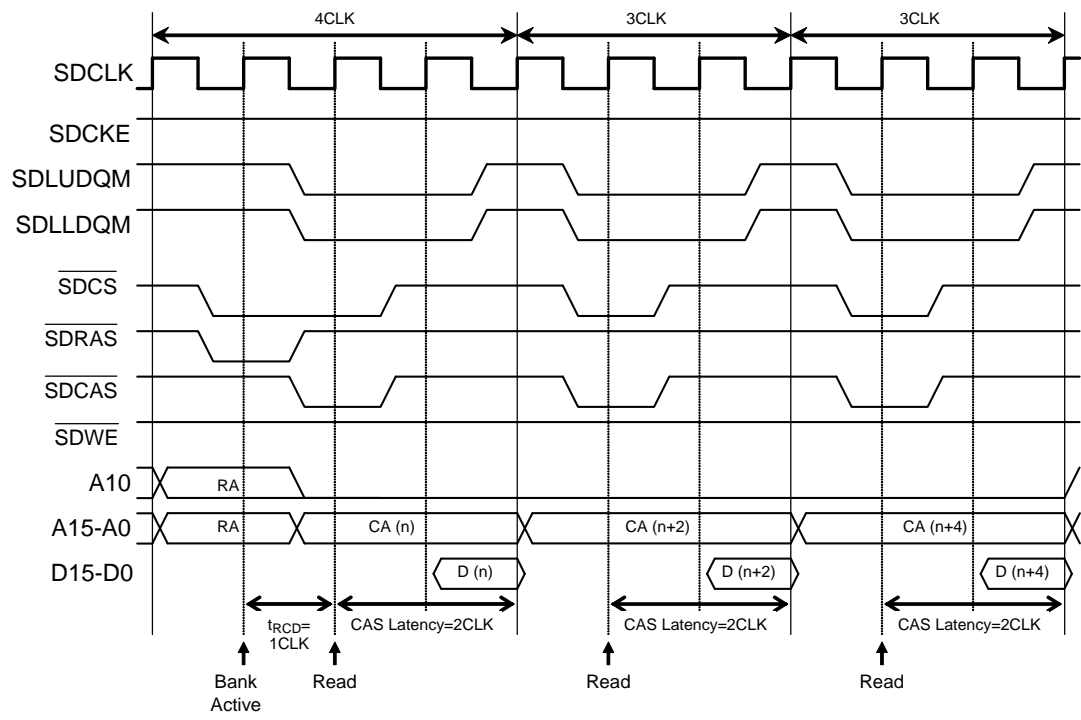 4CLK
3CLK
3CLK
SDCLK
SDCKE
SDLUDQM
SDLLDQM
SDCS
SDRAS
SDCAS
SDWE
A10
RA
A15-A0
RA
CA (n)
CA (n+2)
CA (n+4)
D15-D0
D (n)
D (n+2)
D (n+4)
tRCD=
1CLK
CAS Latency=2CLK
CAS Latency=2CLK
CAS Latency=2CLK
Bank
Active
Read
Read
Read